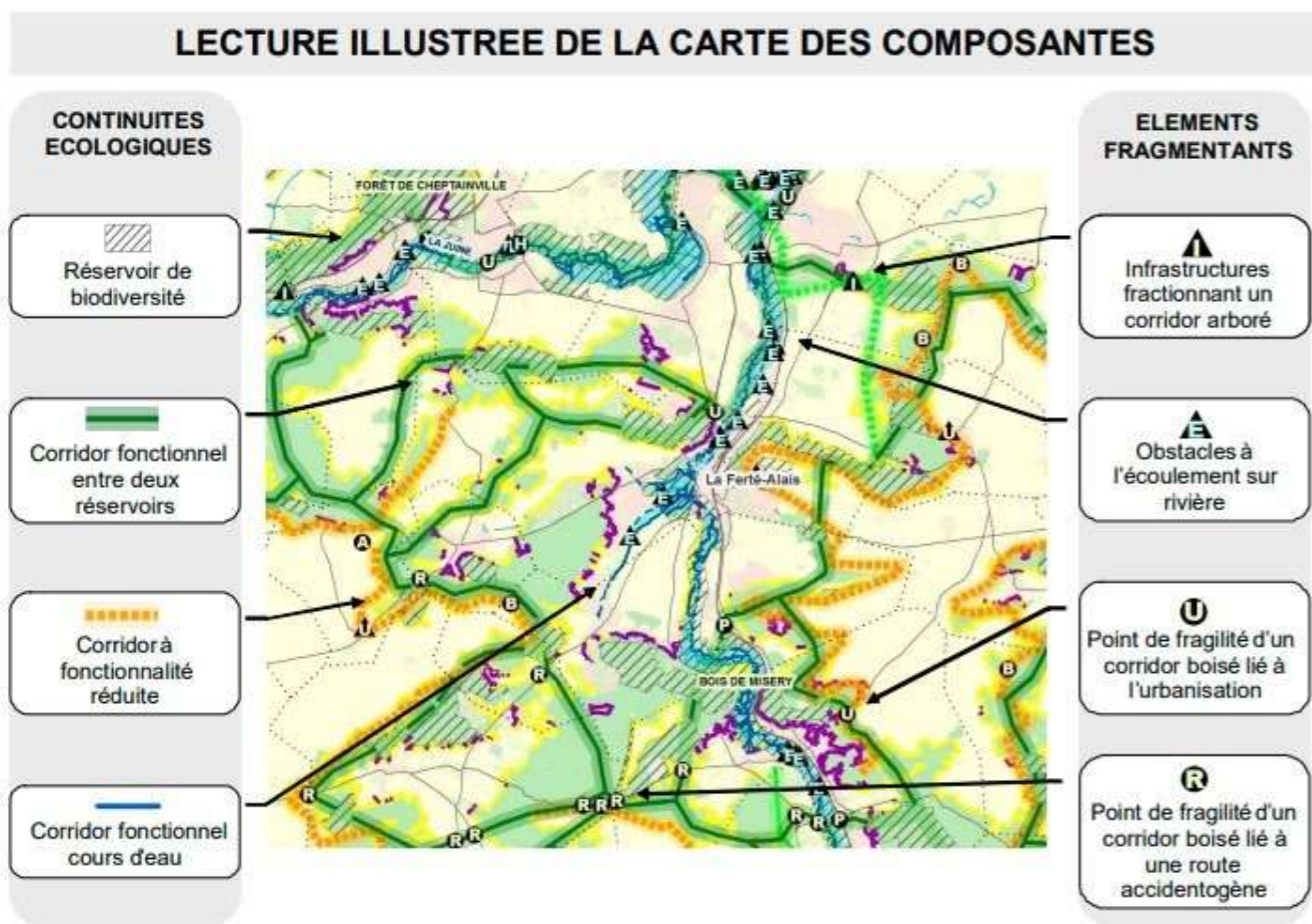 LECTURE ILLUSTREE DE LA CARTE DES COMPOSANTES
CONTINUITES
ECOLOGIQUES
Réservoir de
biodiversité
Corridor fonctionnel
entre deux
réservoirs
Corridor à
fonctionnalité
réduite
Corridor fonctionnel
cours d'eau
FORÊT DE CHEPTAINVILLE
LA JUINE
La Ferté-Alais
BOIS DE MISERY
ELEMENTS
FRAGMENTANTS
I
Infrastructures
fractionnant un
corridor arboré
E
Obstacles à
l'écoulement sur
rivière
U
Point de fragilité d'un
corridor boisé lié à
l'urbanisation
R
Point de fragilité d'un
corridor boisé lié à
une route
accidentogène